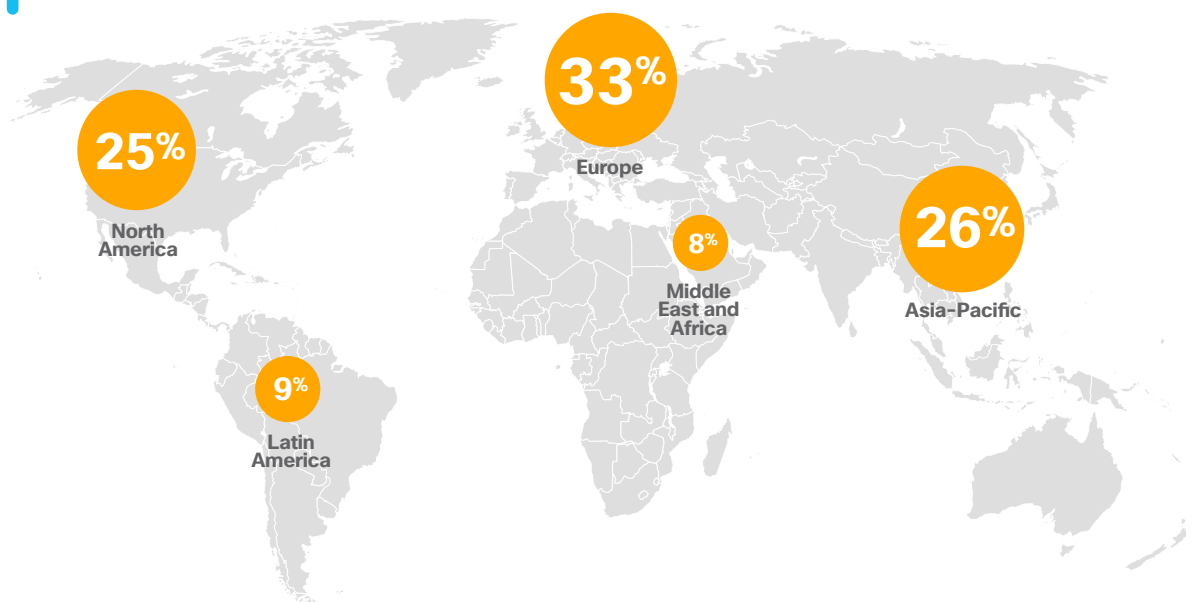 33%
Europe
25%
North
America
26%
Asia-Pacific
8%
Middle
East and
Africa
9%
Latin
America